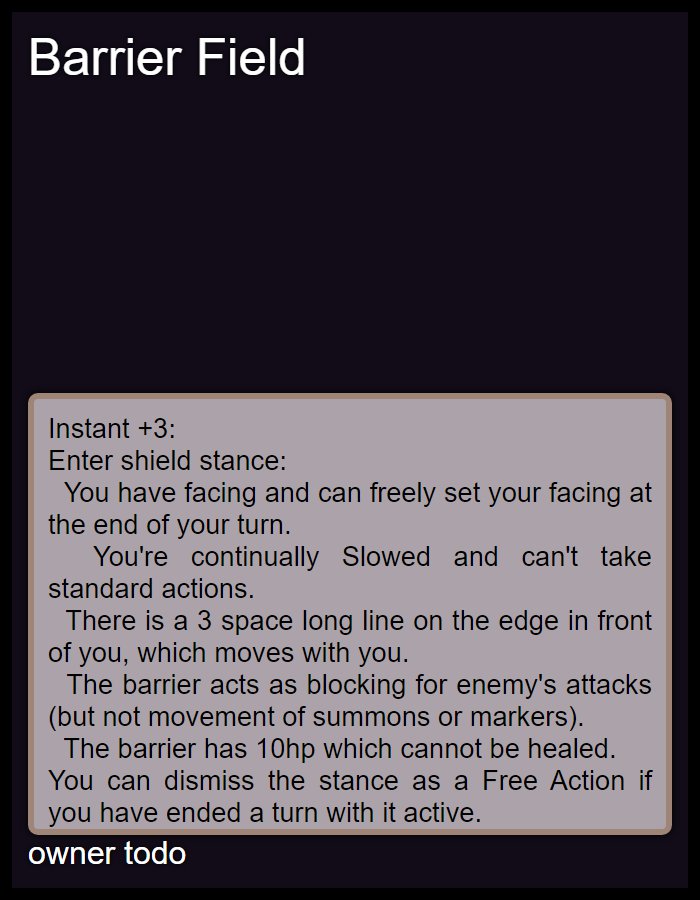 Barrier Field
Instant +3:
Enter shield stance:
You have facing and can freely set your facing at
the end of your turn.
You're continually Slowed and can't take
standard actions.
There is a 3 space long line on the edge in front
of you, which moves with you.
The barrier acts as blocking for enemy's attacks
(but not movement of summons or markers).
The barrier has 10hp which cannot be healed.
You can dismiss the stance as a Free Action if
you have ended a turn with it active.
owner todo